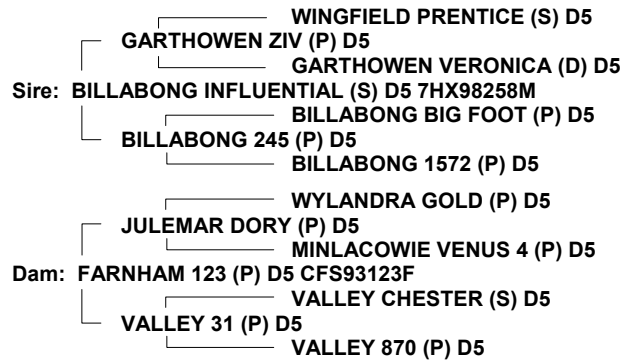 WINGFIELD PRENTICE (S) D5
GARTHOWEN ZIV (P) D5
GARTHOWEN VERONICA (D) D5
Sire: BILLABONG INFLUENTIAL (S) D5 7HX98258M
BILLABONG BIG FOOT (P) D5
BILLABONG 245 (P) D5
BILLABONG 1572 (P) D5
WYLANDRA GOLD (P) D5
JULEMAR DORY (P) D5
MINLACOWIE VENUS 4 (P) D5
Dam: FARNHAM 123 (P) D5 CFS93123F
VALLEY CHESTER (S) D5
VALLEY 31 (P) D5
VALLEY 870 (P) D5